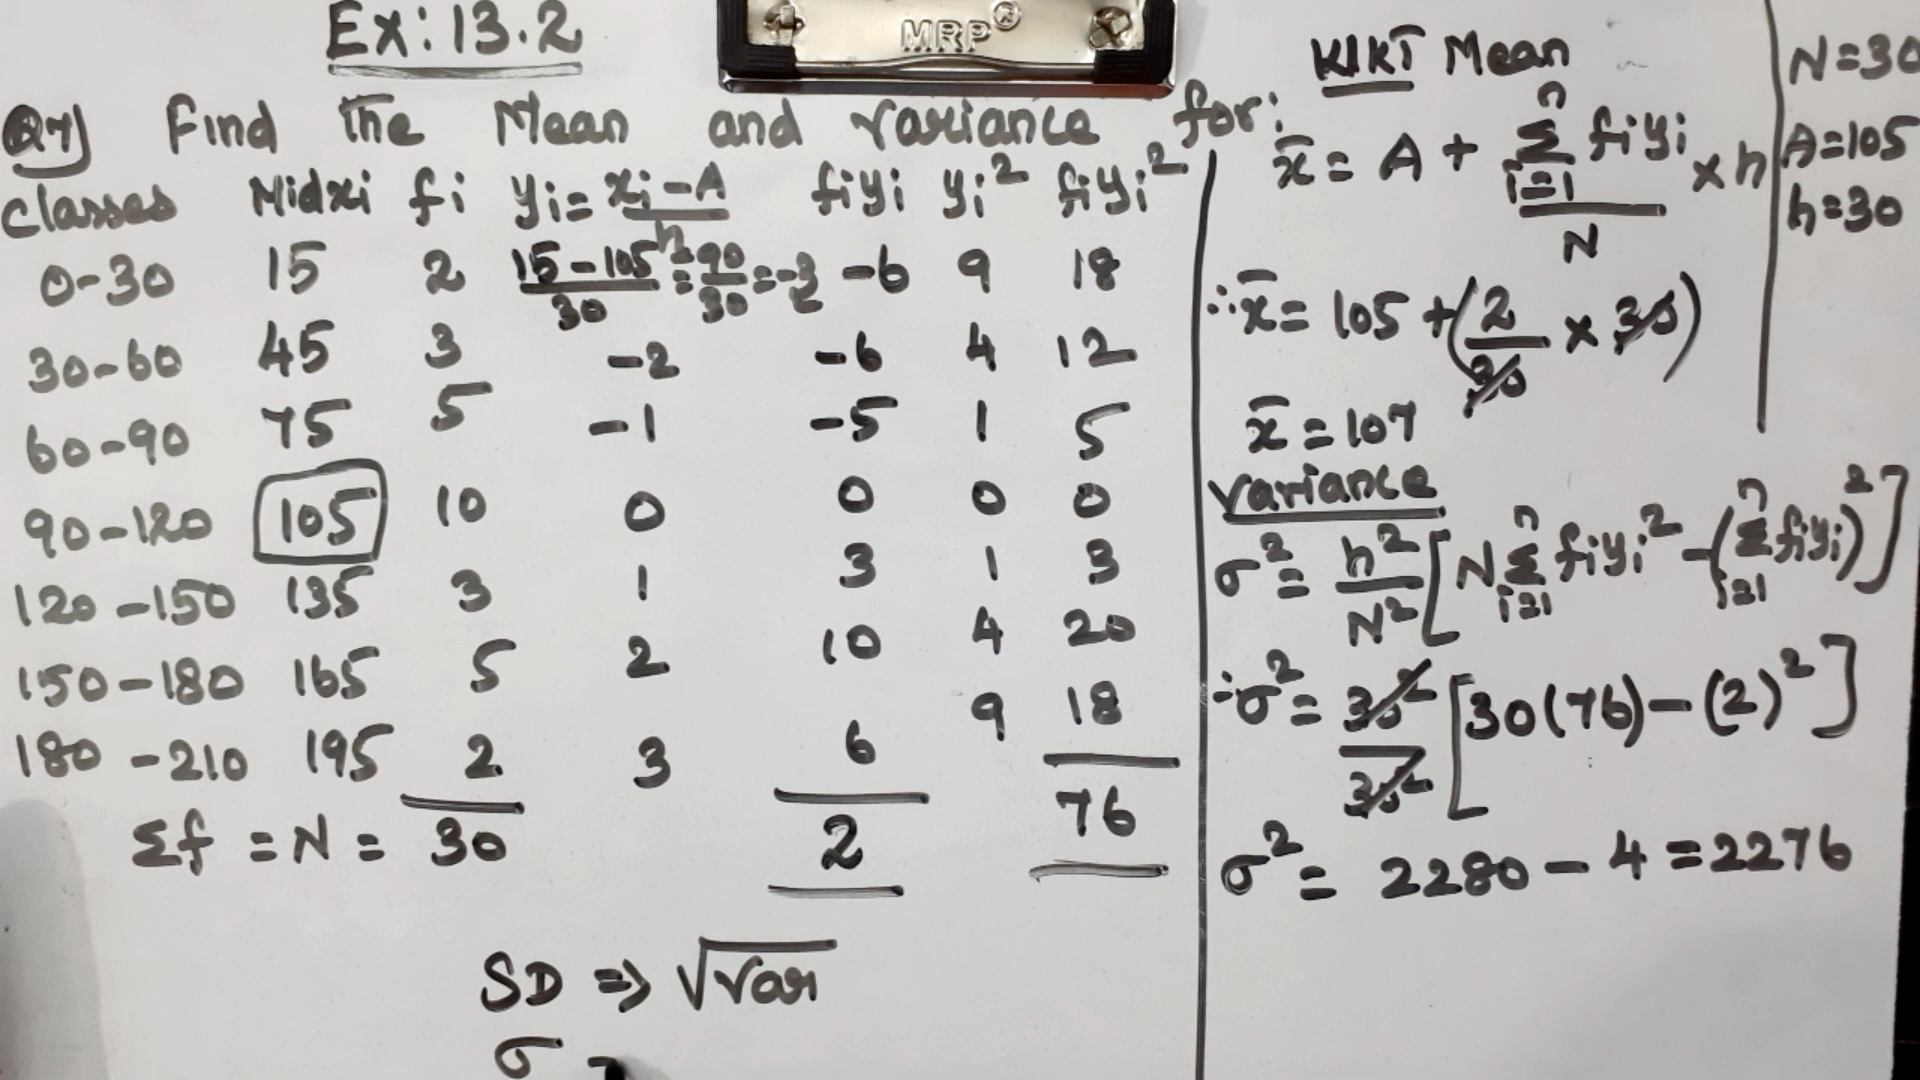 Ex: 13.2
MRP®
Q7) Find the Mean and variance for:
Classes Midxi fi yi = xi - A / h fiyi yi² fiyi²
0-30 15 2 15-105/30 = -90/30 = -3 -6 9 18
30-60 45 3 -2 -6 4 12
60-90 75 5 -1 -5 1 5
90-120 105 10 0 0 0 0
120-150 135 3 1 3 1 3
150-180 165 5 2 10 4 20
180-210 195 2 3 6 9 18
Σf = N = 30 2 76
SD => √Var
σ
Mean
x̄ = A + Σ fiyi / N × h
n
i=1
∴ x̄ = 105 + (2/30 × 30)
x̄ = 107
Variance
σ² = h²/N² [N Σ fiyi² - (Σ fiyi)²]
n n
i=1 i=1
∴ σ² = 30²/30² [30(76) - (2)²]
σ² = 2280 - 4 = 2276
N = 30
A = 105
h = 30